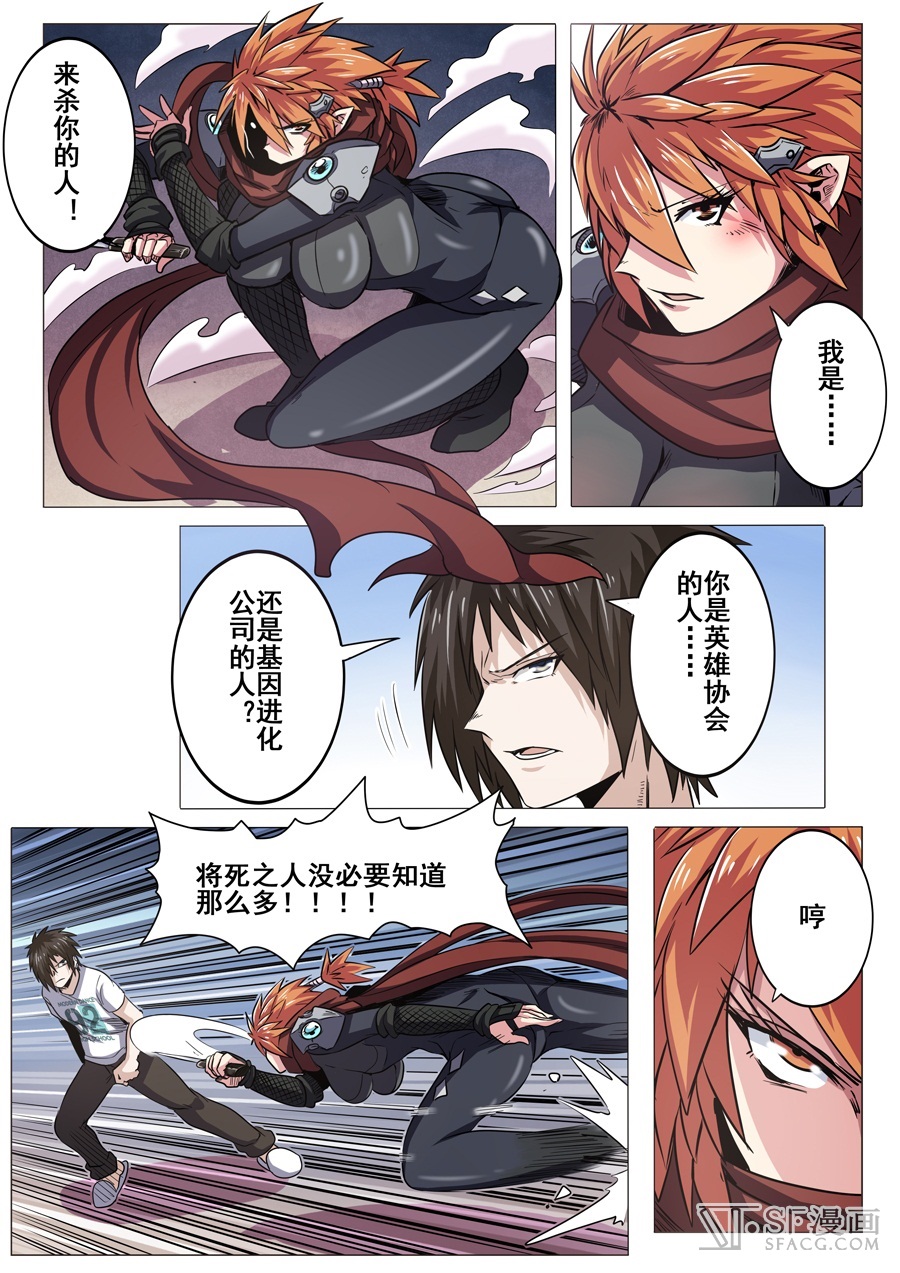 我是……
来杀你的人！
你是英雄协会
的人……
还是基因进化
公司的人？
哼
将死之人没必要知道
那么多！！！！
92
SCHOOL
SF漫画
SFACG.COM